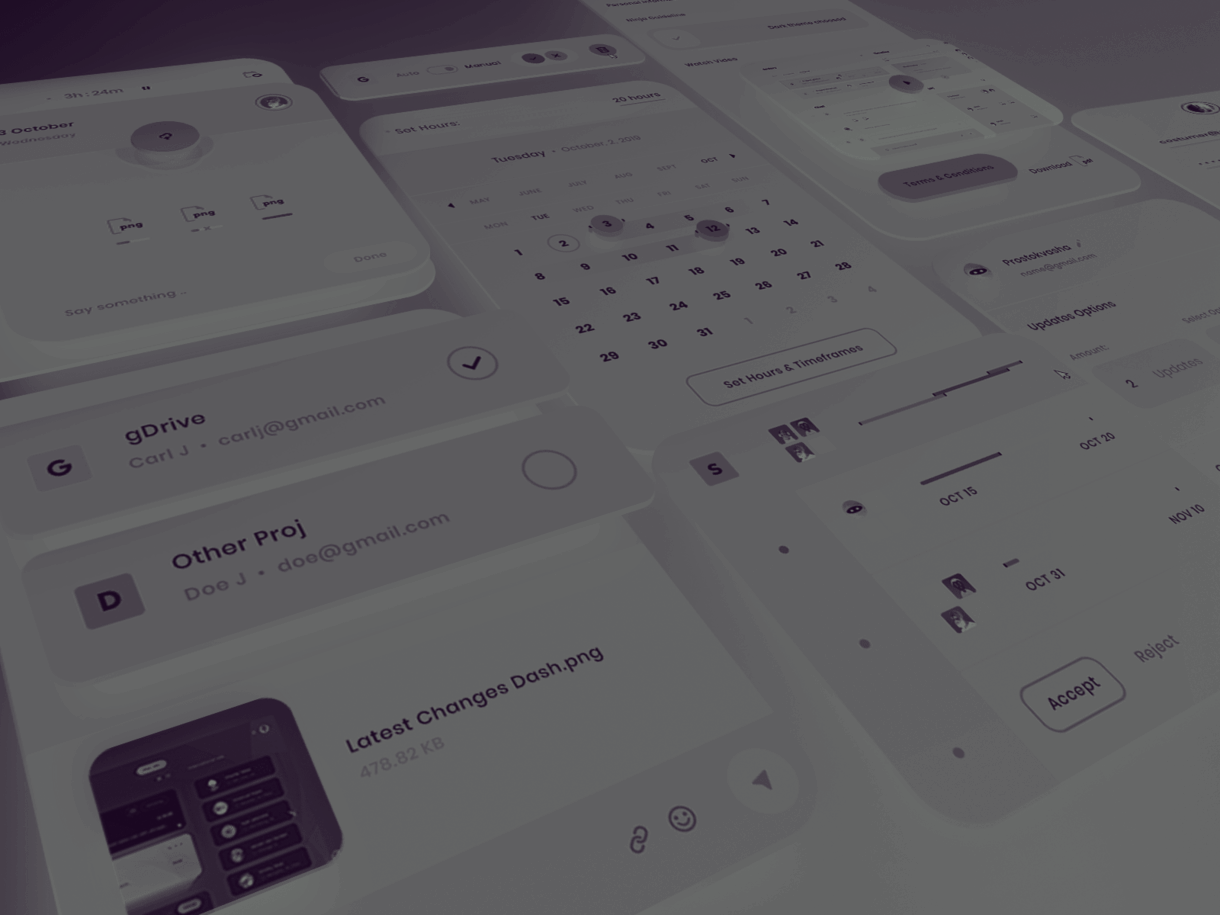 3h : 24m
October
Wednesday
png
png
png
Done
Say something ..
G
Auto
Manual
Set Hours:
20 hours
Tuesday • October 2, 2019
MAY JUNE JULY AUG SEPT OCT
MON TUE WED THU FRI SAT SUN
1 2 3 4 5 6 7
8 9 10 11 12 13 14
15 16 17 18 19 20 21
22 23 24 25 26 27 28
29 30 31 1 2 3 4
Set Hours & Timeframes
Ninja Guideline
Dark theme
Watch Video
Terms & Conditions
Download
Prostokvasha
name@gmail.com
Updates Options
Amount:
2 Updates
G
gDrive
Carl J • carlj@gmail.com
D
Other Proj
Doe J • doe@gmail.com
Latest Changes Dash.png
478.82 KB
S
OCT 20
OCT 15
NOV 10
OCT 31
Accept
Reject